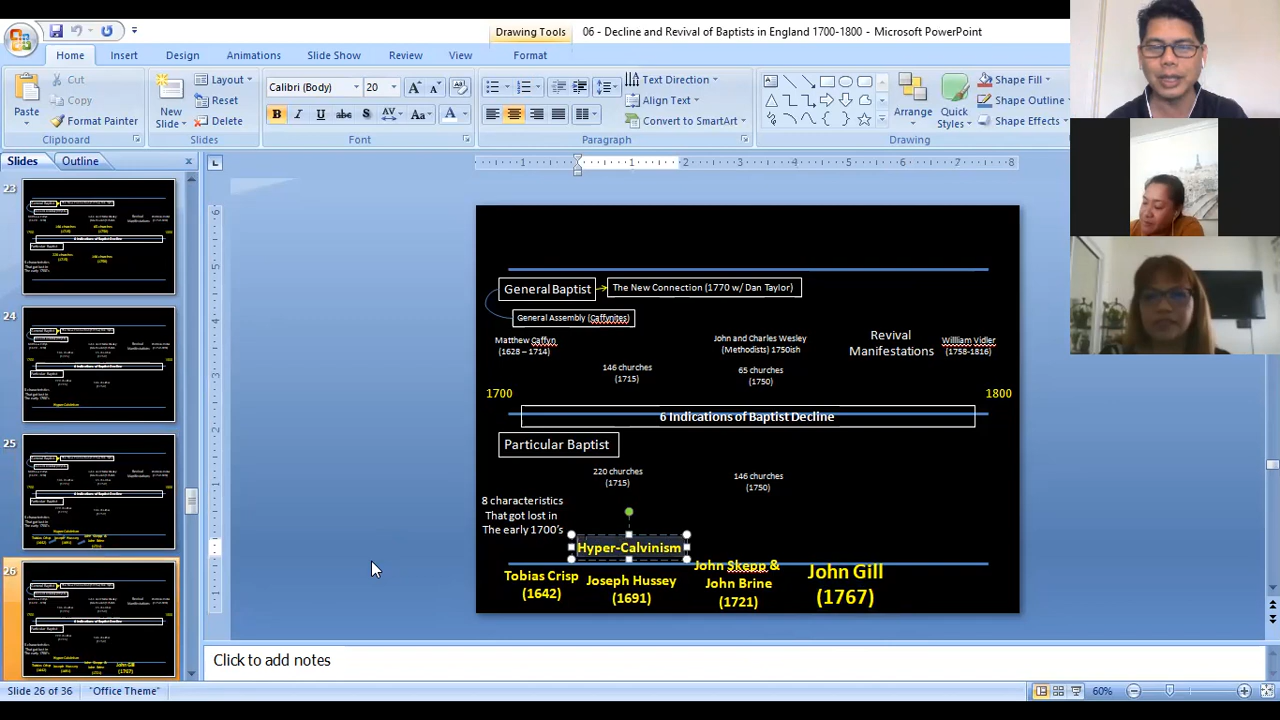 06 - Decline and Revival of Baptists in England 1700-1800 - Microsoft PowerPoint
Drawing Tools
Home Insert Design Animations Slide Show Review View Format
Paste
Cut
Copy
Format Painter
Clipboard
New Slide
Layout
Reset
Delete
Slides
Calibri (Body) 20
Font
Paragraph
Text Direction
Align Text
Convert to SmartArt
Arrange
Quick Styles
Shape Fill
Shape Outline
Shape Effects
Drawing
Slides Outline
23
24
25
26
General Baptist
The New Connection (1770 w/ Dan Taylor)
General Assembly (Caffynites)
Matthew
(1628 – 1714)
John and charles Wesley
(Methodists) 1750ish
Revival
Manifestations
William Vidler
(1758-1816)
146 churches
(1715)
65 churches
(1750)
1700
1800
6 Indications of Baptist Decline
Particular Baptist
220 churches
(1715)
146 churches
(1750)
characteristics
That got lost in
The early 1700's
Hyper-Calvinism
Tobias Crisp
(1642)
Joseph Hussey
(1691)
John Skepp &
John Brine
(1721)
John Gill
(1767)
Click to add
Slide 26 of 36
"Office Theme"
60%